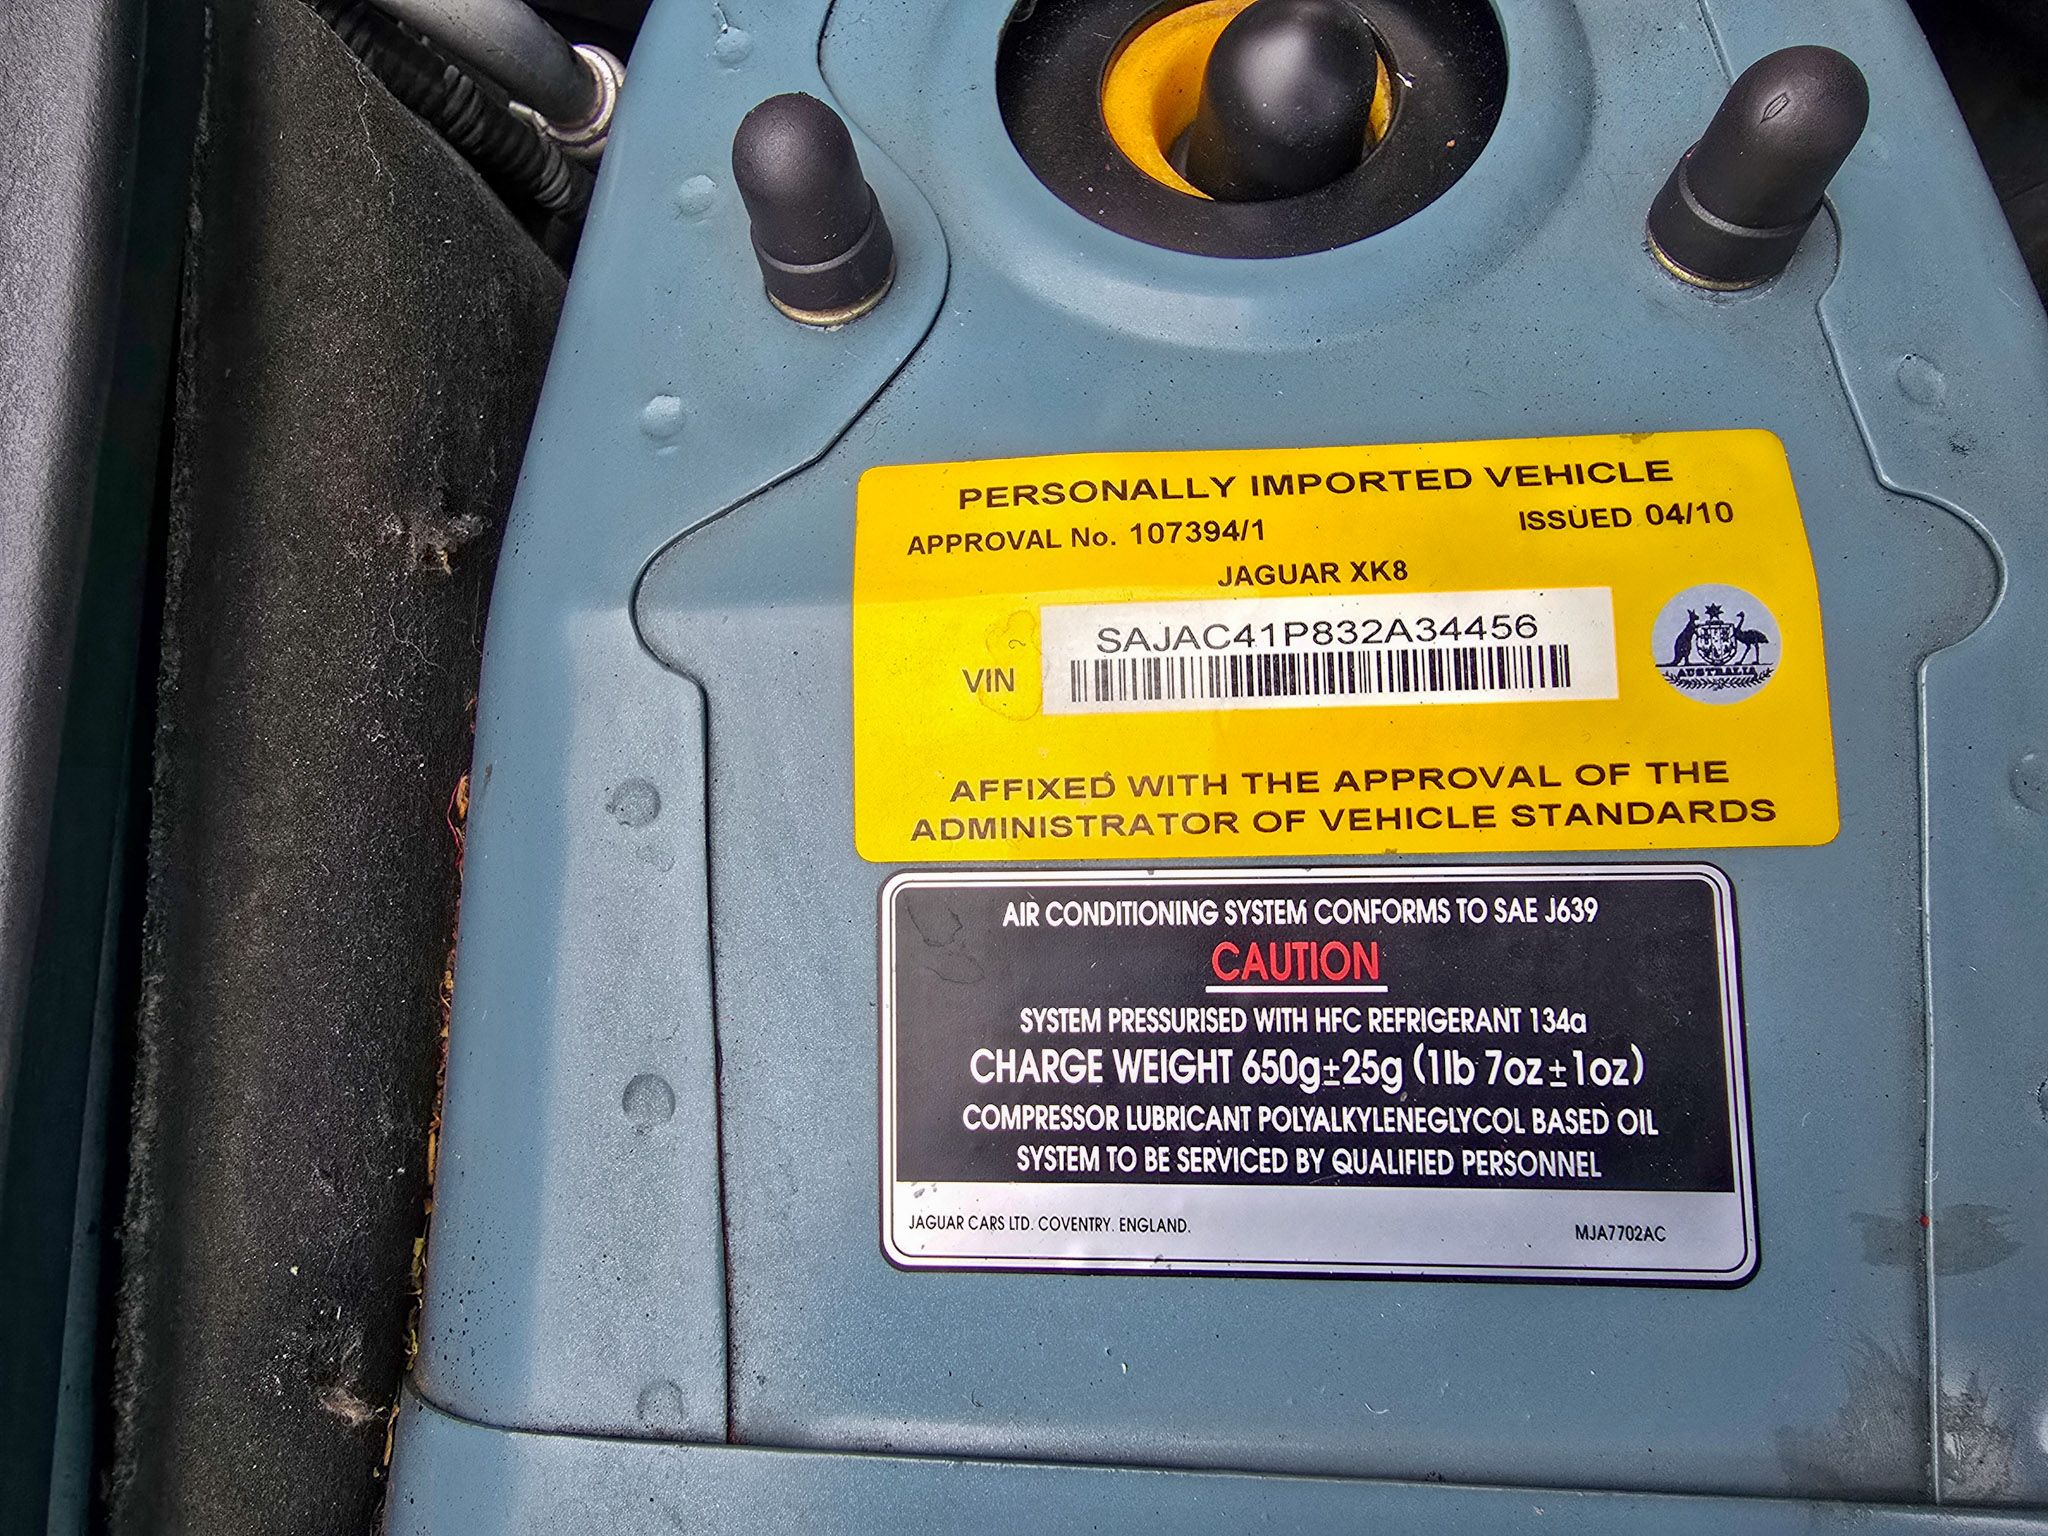 PERSONALLY IMPORTED VEHICLE
APPROVAL No. 107394/1 ISSUED 04/10
JAGUAR XK8
SAJAC41P832A34456
VIN
AUSTRALIA
AFFIXED WITH THE APPROVAL OF THE
ADMINISTRATOR OF VEHICLE STANDARDS
AIR CONDITIONING SYSTEM CONFORMS TO SAE J639
CAUTION
SYSTEM PRESSURISED WITH HFC REFRIGERANT 134a
CHARGE WEIGHT 650g±25g (1lb 7oz ± 1oz)
COMPRESSOR LUBRICANT POLYALKYLENEGLYCOL BASED OIL
SYSTEM TO BE SERVICED BY QUALIFIED PERSONNEL
JAGUAR CARS LTD. COVENTRY. ENGLAND. MJA7702AC